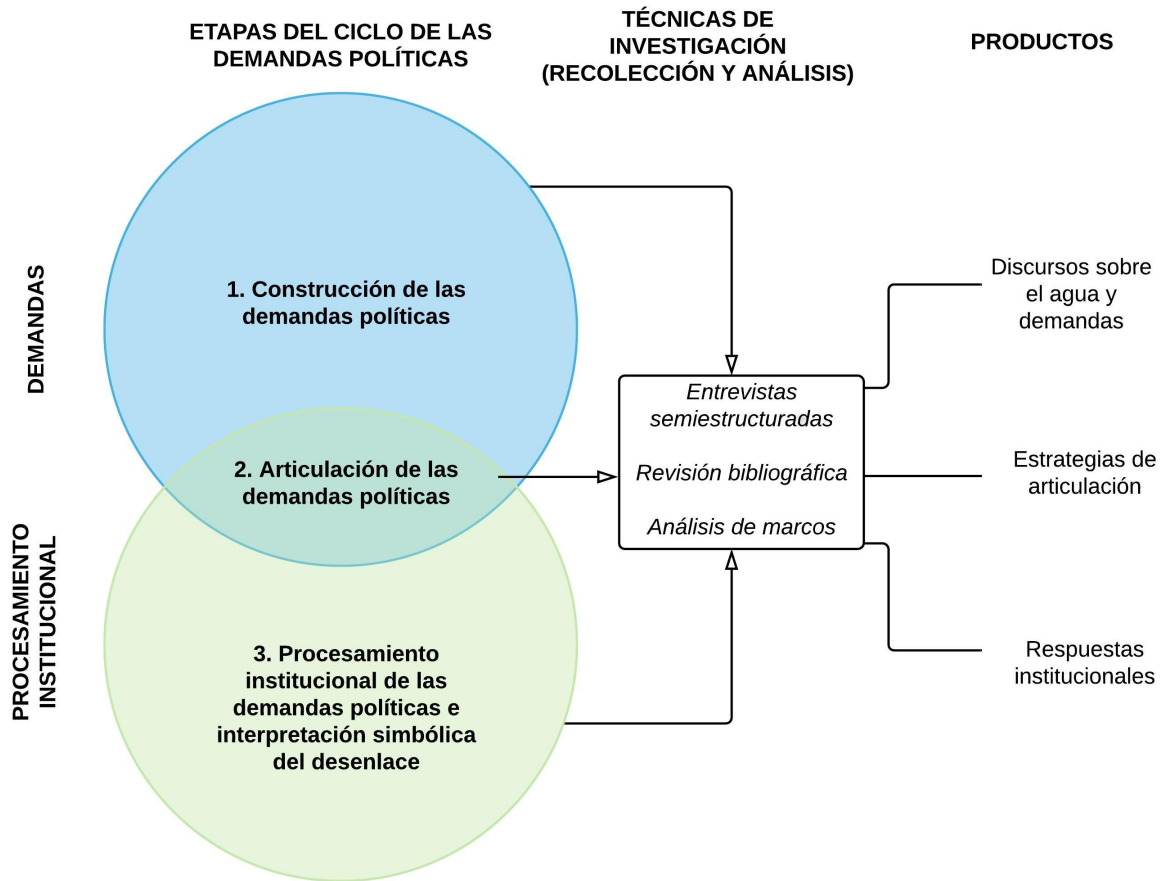 ETAPAS DEL CICLO DE LAS
DEMANDAS POLÍTICAS
TÉCNICAS DE
INVESTIGACIÓN
(RECOLECCIÓN Y ANÁLISIS)
PRODUCTOS
DEMANDAS
1. Construcción de las
demandas políticas
2. Articulación de las
demandas políticas
PROCESAMIENTO
INSTITUCIONAL
3. Procesamiento
institucional de las
demandas políticas e
interpretación simbólica
del desenlace
Entrevistas
semiestructuradas
Revisión bibliográfica
Análisis de marcos
Discursos sobre
el agua y
demandas
Estrategias de
articulación
Respuestas
institucionales